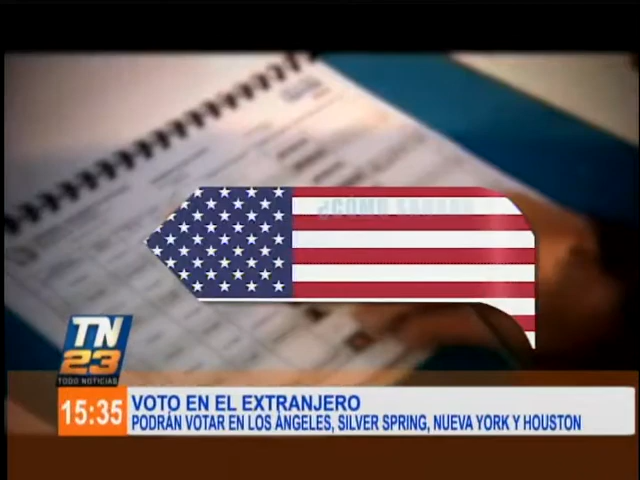 TN
23
TODO NOTICIAS
15:35
VOTO EN EL EXTRANJERO
PODRÁN VOTAR EN LOS ÁNGELES, SILVER SPRING, NUEVA YORK Y HOUSTON